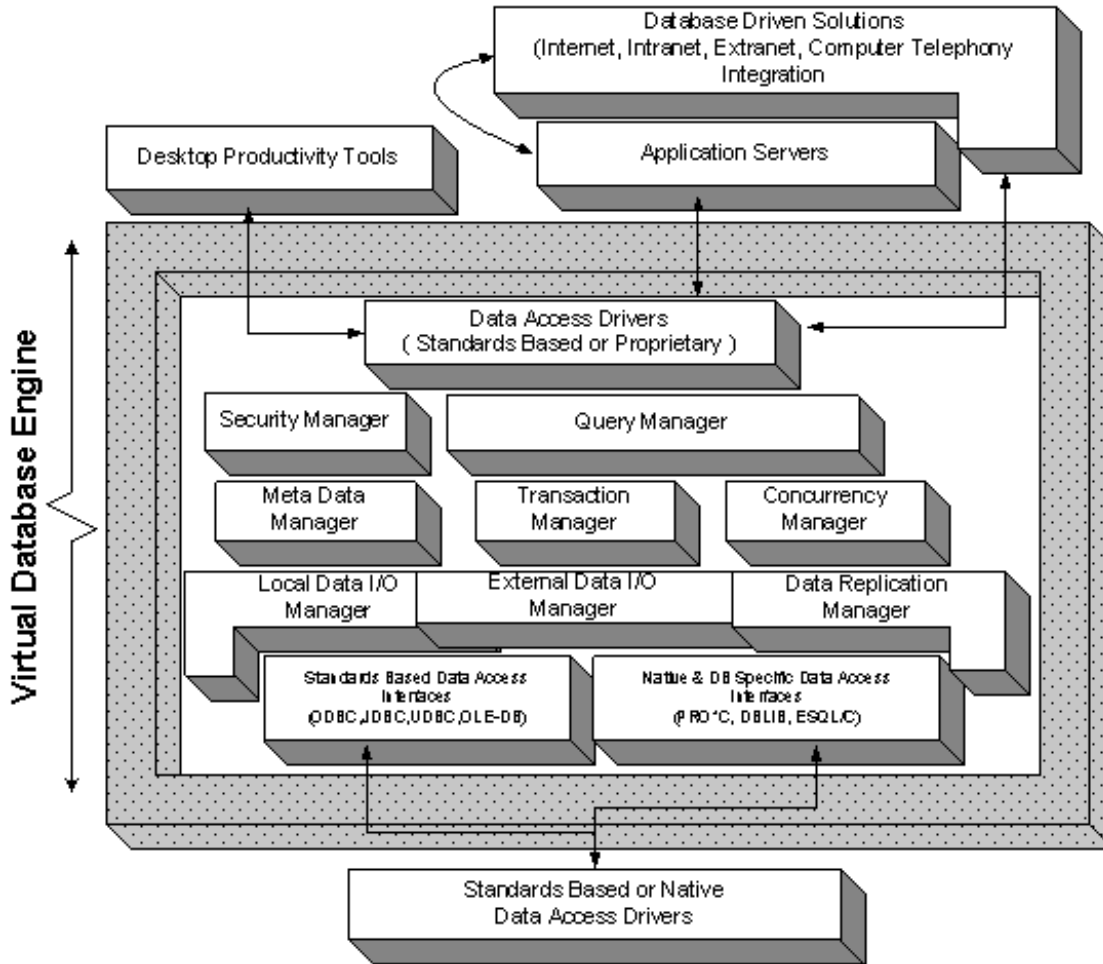 Database Driven Solutions
(Internet, Intranet, Extranet, Computer Telephony
Integration
Desktop Productivity Tools
Application Servers
Virtual Database Engine
Data Access Drivers
( Standards Based or Proprietary )
Security Manager
Query Manager
Meta Data
Manager
Transaction
Manager
Concurrency
Manager
Local Data I/O
Manager
External Data I/O
Manager
Data Replication
Manager
Standards Based Data Access
Interfaces
(ODBC,JDBC,UDBC,OLE-DB)
Native & DB Specific Data Access
Interfaces
(PRO*C, DBLIB, ESQL/C)
Standards Based or Native
Data Access Drivers